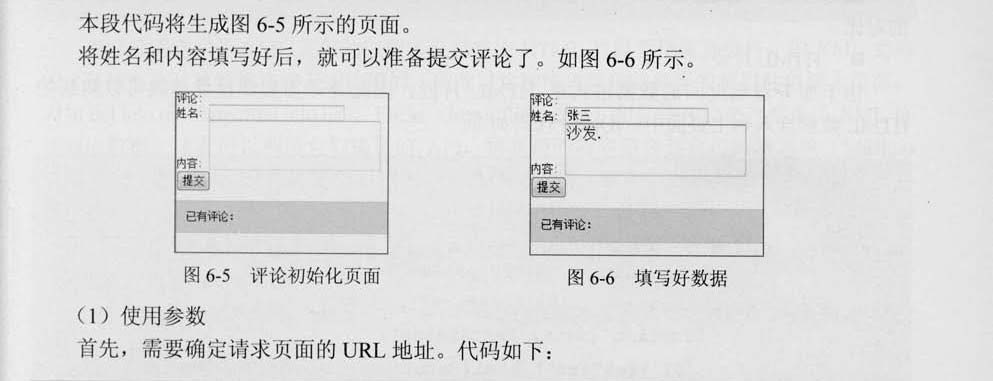 本段代码将生成图 6-5 所示的页面。
将姓名和内容填写好后，就可以准备提交评论了。如图 6-6 所示。
评论:
姓名:
内容:
提交
已有评论：
图 6-5 评论初始化页面
评论:
姓名: 张三
沙发.
内容:
提交
已有评论：
图 6-6 填写好数据
（1）使用参数
首先，需要确定请求页面的 URL 地址。代码如下：